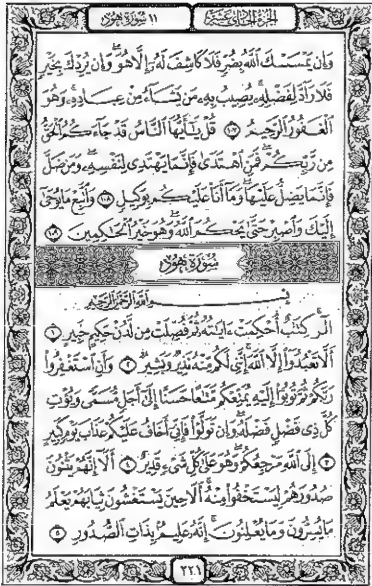 الجزء الحادي عشر
١١ سورة هود
وَإِن يَمْسَسْكَ ٱللَّهُ بِضُرٍّ فَلَا كَاشِفَ لَهُۥٓ إِلَّا هُوَ ۖ وَإِن يُرِدْكَ بِخَيْرٍ
فَلَا رَآدَّ لِفَضْلِهِۦ ۚ يُصِيبُ بِهِۦ مَن يَشَآءُ مِنْ عِبَادِهِۦ ۚ وَهُوَ
ٱلْغَفُورُ ٱلرَّحِيمُ ١٠٧ قُلْ يَٰٓأَيُّهَا ٱلنَّاسُ قَدْ جَآءَكُمُ ٱلْحَقُّ
مِن رَّبِّكُمْ ۖ فَمَنِ ٱهْتَدَىٰ فَإِنَّمَا يَهْتَدِى لِنَفْسِهِۦ ۖ وَمَن ضَلَّ
فَإِنَّمَا يَضِلُّ عَلَيْهَا ۖ وَمَآ أَنَا۠ عَلَيْكُم بِوَكِيلٍ ١٠٨ وَٱتَّبِعْ مَا يُوحَىٰٓ
إِلَيْكَ وَٱصْبِرْ حَتَّىٰ يَحْكُمَ ٱللَّهُ ۚ وَهُوَ خَيْرُ ٱلْحَٰكِمِينَ ١٠٩
سُورَةُ هُودٍ
بِسْمِ ٱللَّهِ ٱلرَّحْمَٰنِ ٱلرَّحِيمِ
الٓر ۚ كِتَٰبٌ أُحْكِمَتْ ءَايَٰتُهُۥ ثُمَّ فُصِّلَتْ مِن لَّدُنْ حَكِيمٍ خَبِيرٍ ١
أَلَّا تَعْبُدُوٓا۟ إِلَّا ٱللَّهَ ۚ إِنَّنِى لَكُم مِّنْهُ نَذِيرٌ وَبَشِيرٌ ٢ وَأَنِ ٱسْتَغْفِرُوا۟
رَبَّكُمْ ثُمَّ تُوبُوٓا۟ إِلَيْهِ يُمَتِّعْكُم مَّتَٰعًا حَسَنًا إِلَىٰٓ أَجَلٍ مُّسَمًّى وَيُؤْتِ
كُلَّ ذِى فَضْلٍ فَضْلَهُۥ ۖ وَإِن تَوَلَّوْا۟ فَإِنِّىٓ أَخَافُ عَلَيْكُمْ عَذَابَ يَوْمٍ كَبِيرٍ
٣ إِلَى ٱللَّهِ مَرْجِعُكُمْ ۖ وَهُوَ عَلَىٰ كُلِّ شَىْءٍ قَدِيرٌ ٤ أَلَآ إِنَّهُمْ يَثْنُونَ
صُدُورَهُمْ لِيَسْتَخْفُوا۟ مِنْهُ ۚ أَلَا حِينَ يَسْتَغْشُونَ ثِيَابَهُمْ يَعْلَمُ
مَا يُسِرُّونَ وَمَا يُعْلِنُونَ ۚ إِنَّهُۥ عَلِيمٌۢ بِذَاتِ ٱلصُّدُورِ ٥
٢٢١